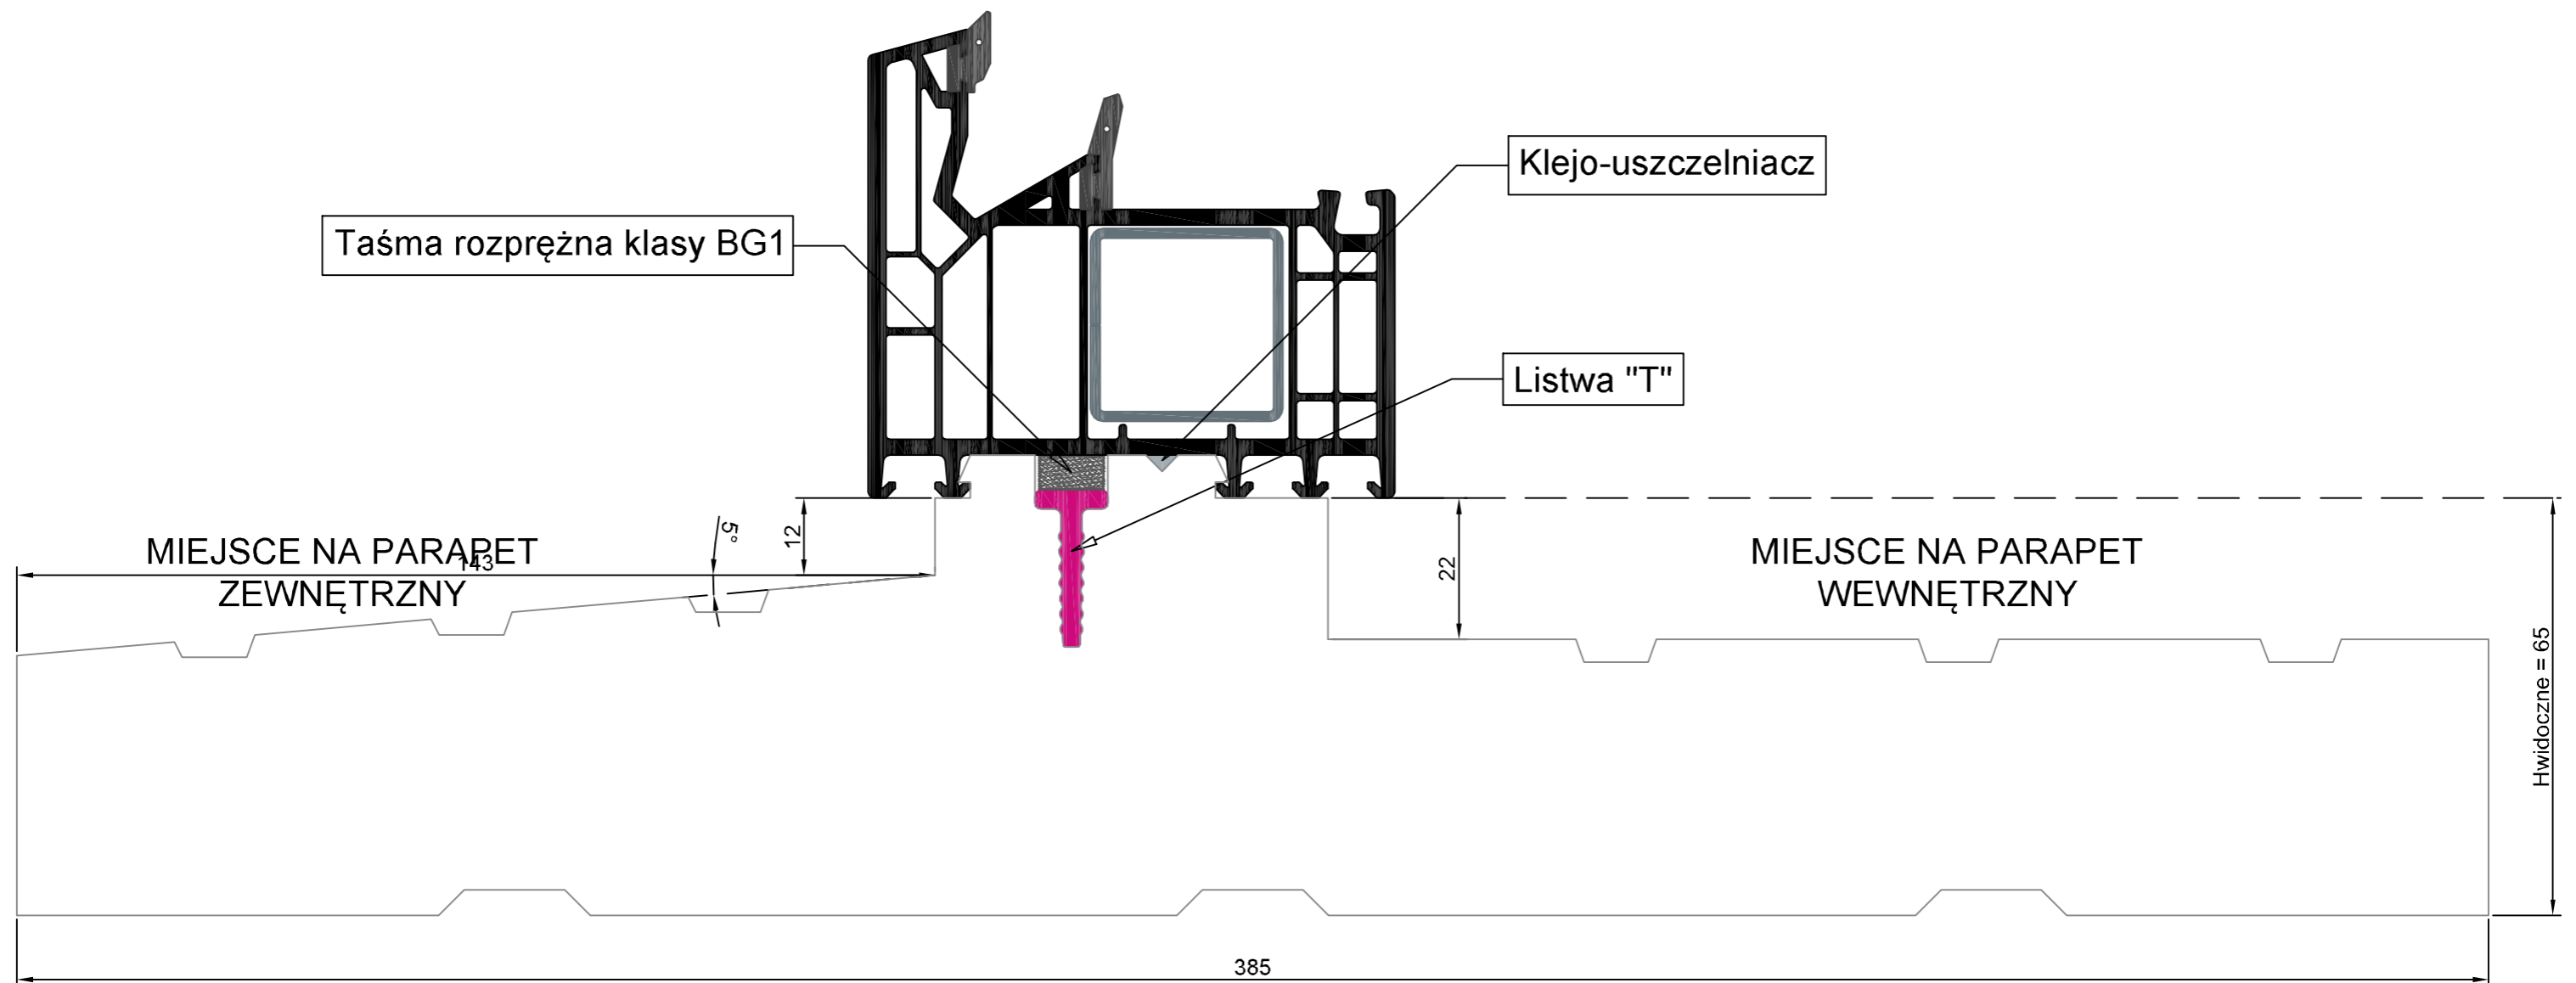 Klejo-uszczelniacz
Taśma rozprężna klasy BG1
Listwa "T"
5°
12
MIEJSCE NA PARAPET
143
ZEWNĘTRZNY
22
MIEJSCE NA PARAPET
WEWNĘTRZNY
Hwidoczne = 65
385